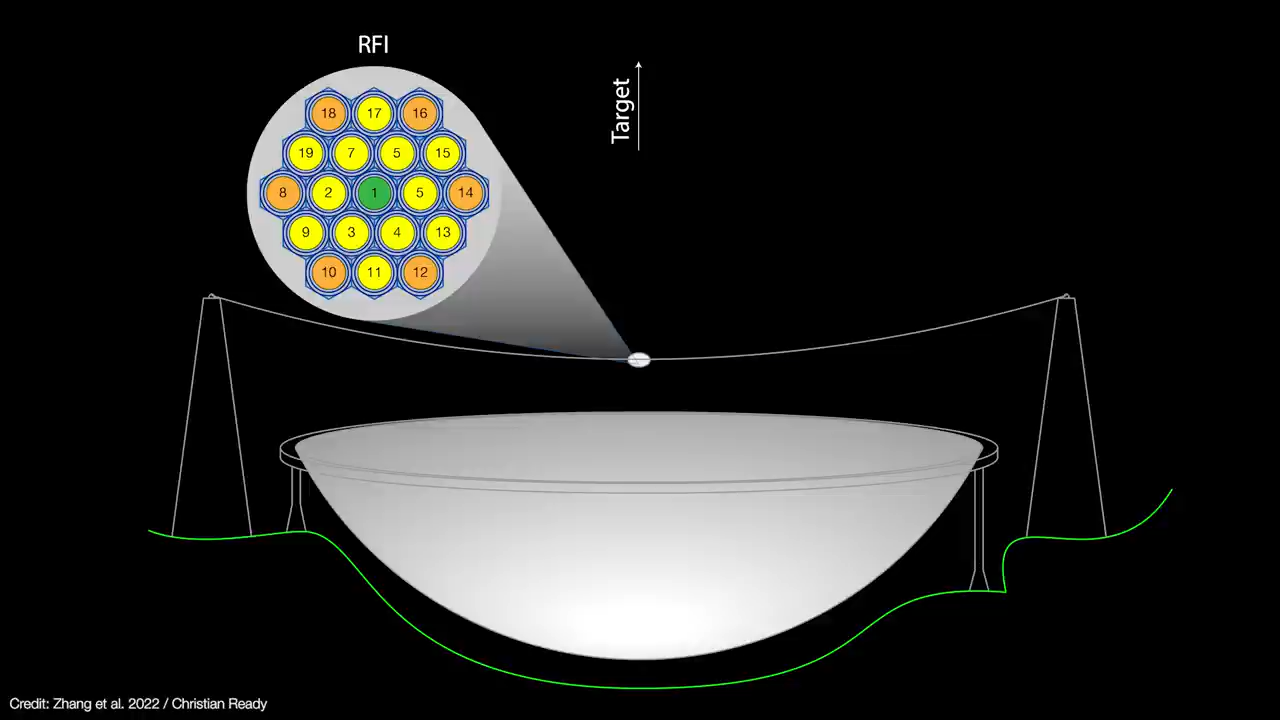 RFI
Target
18 17 16
19 7 5 15
8 2 1 5 14
9 3 4 13
10 11 12
Credit: Zhang et al. 2022 / Christian Ready